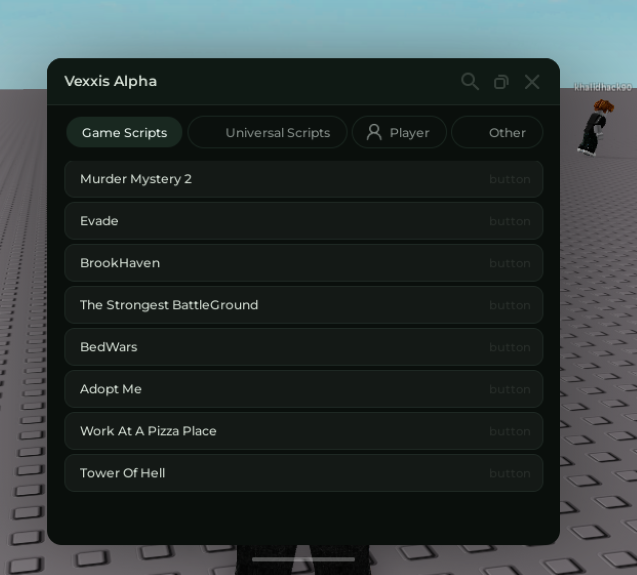 Vexxis Alpha
khalidhack90
Game Scripts Universal Scripts Player Other
Murder Mystery 2 button
Evade button
BrookHaven button
The Strongest BattleGround button
BedWars button
Adopt Me button
Work At A Pizza Place button
Tower Of Hell button